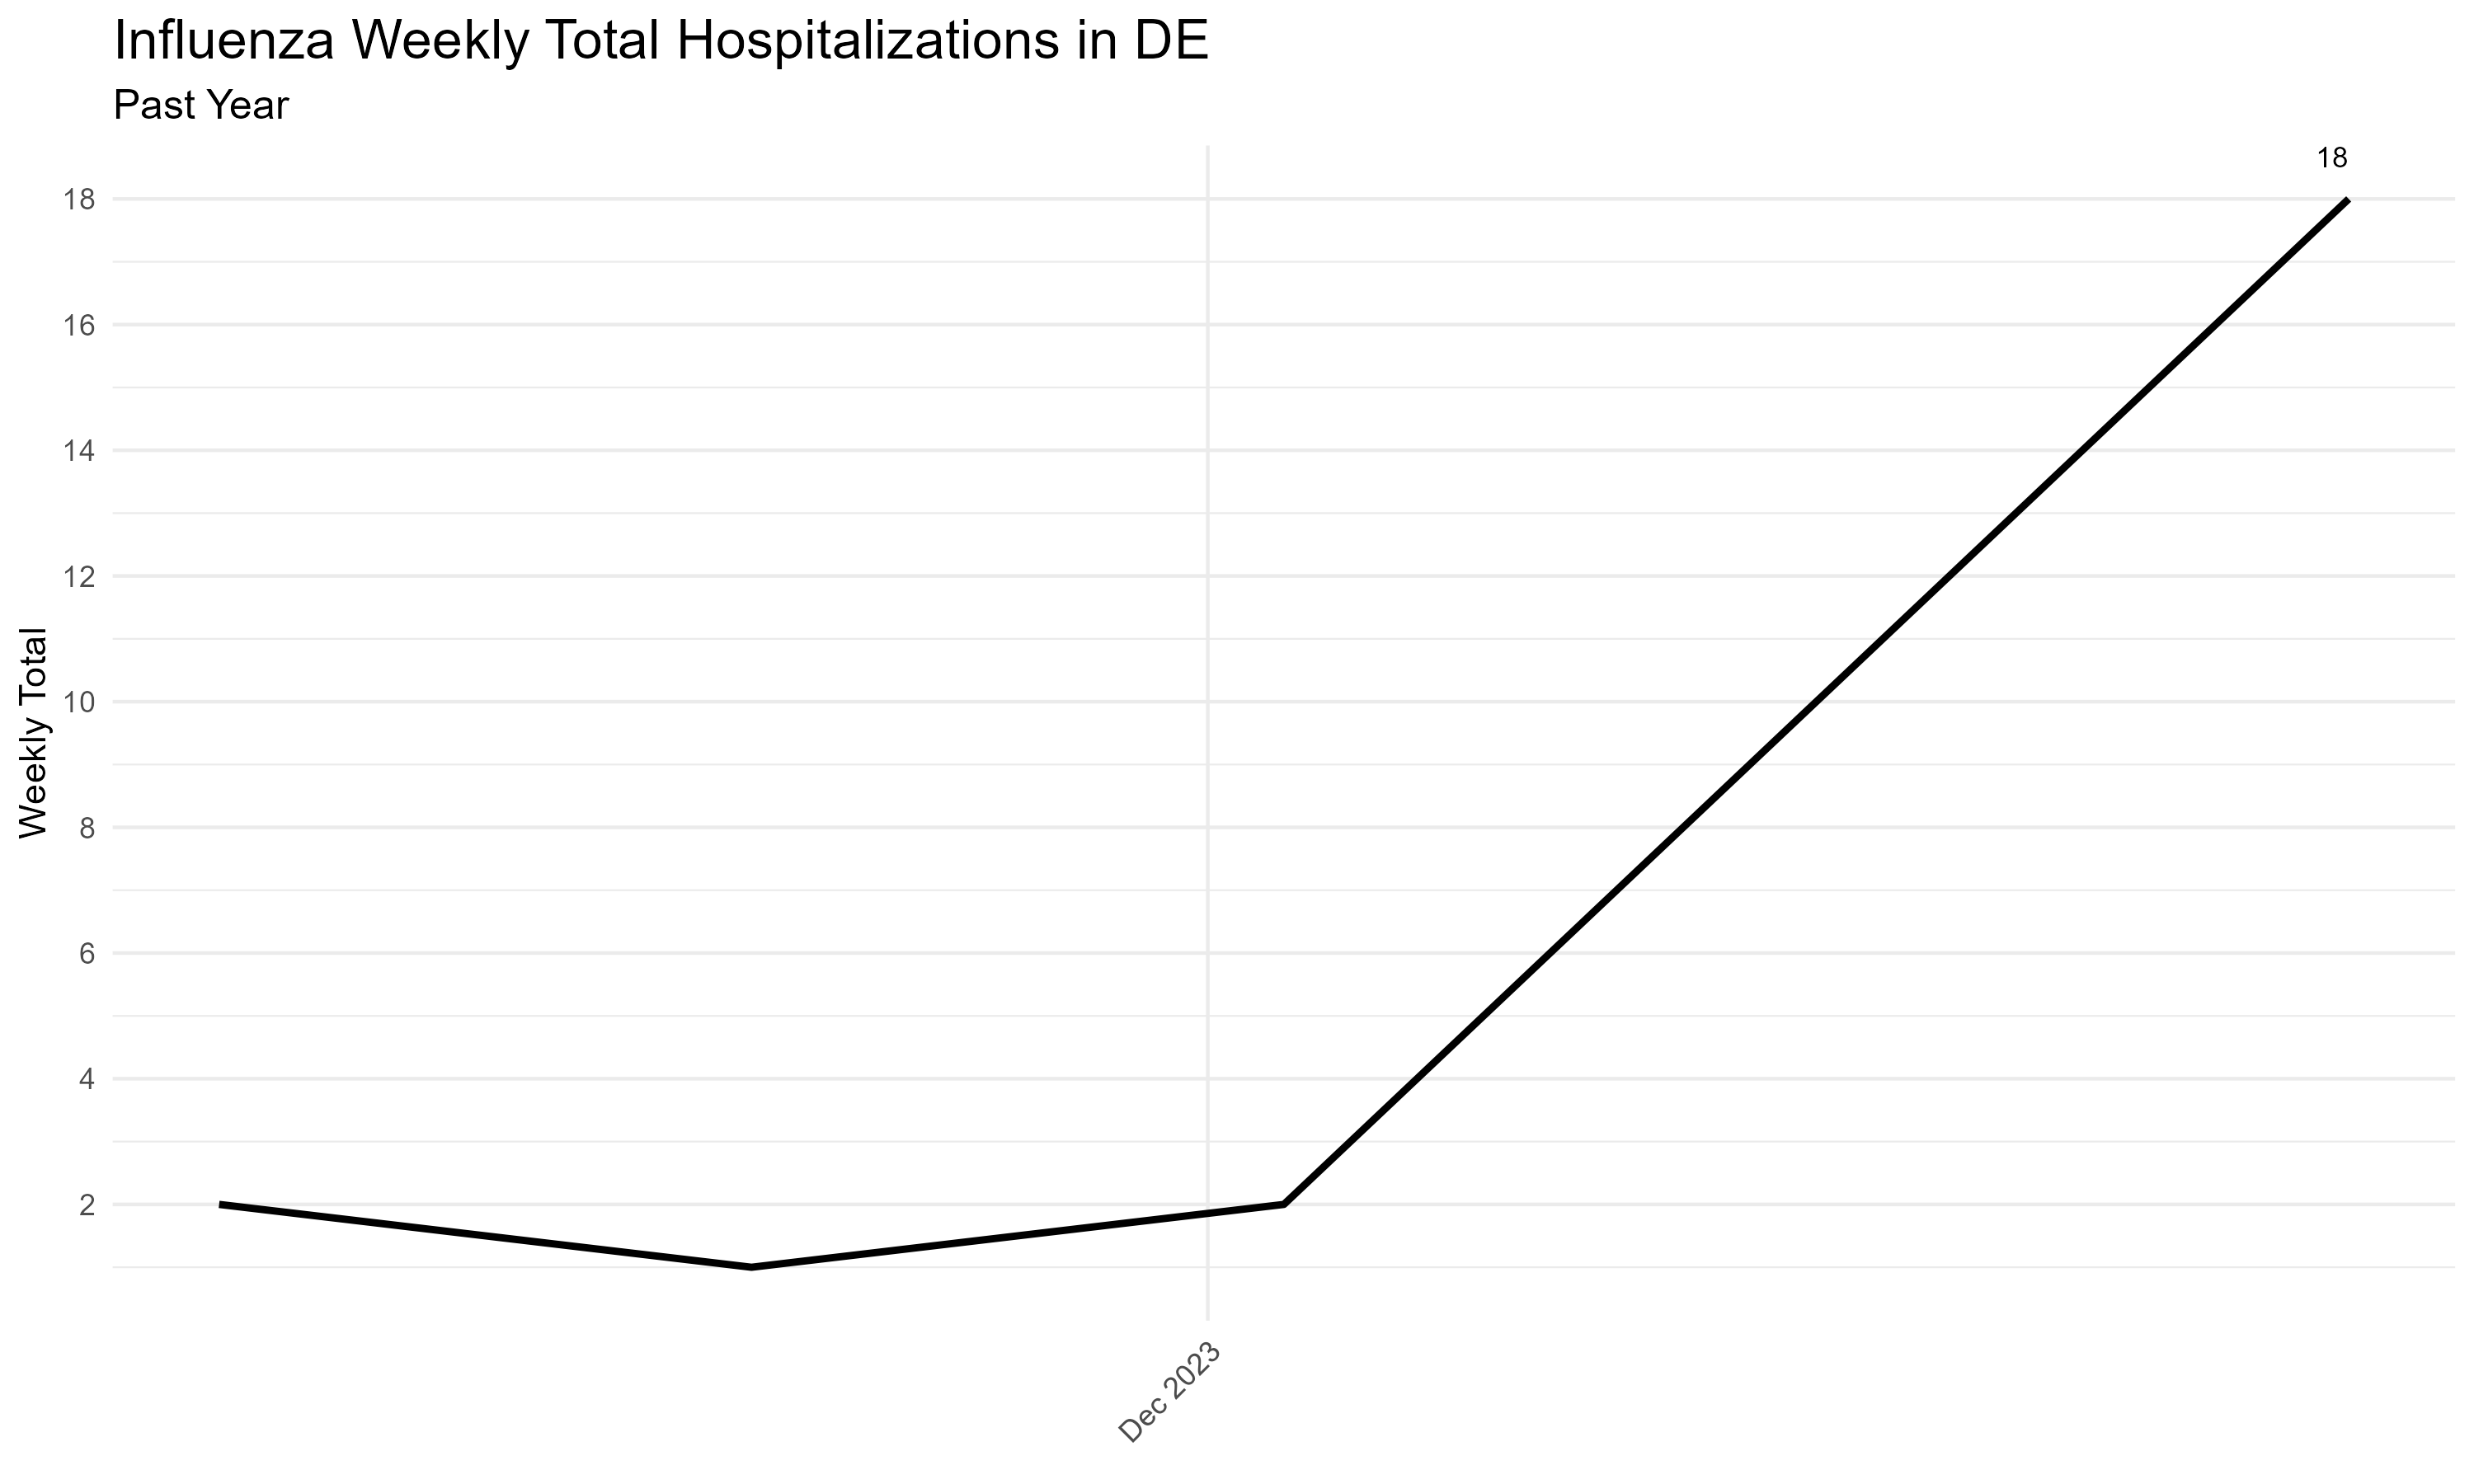 Influenza Weekly Total Hospitalizations in DE
Past Year
18
18
16
14
12
10
8
6
4
2
Weekly Total
Dec 2023